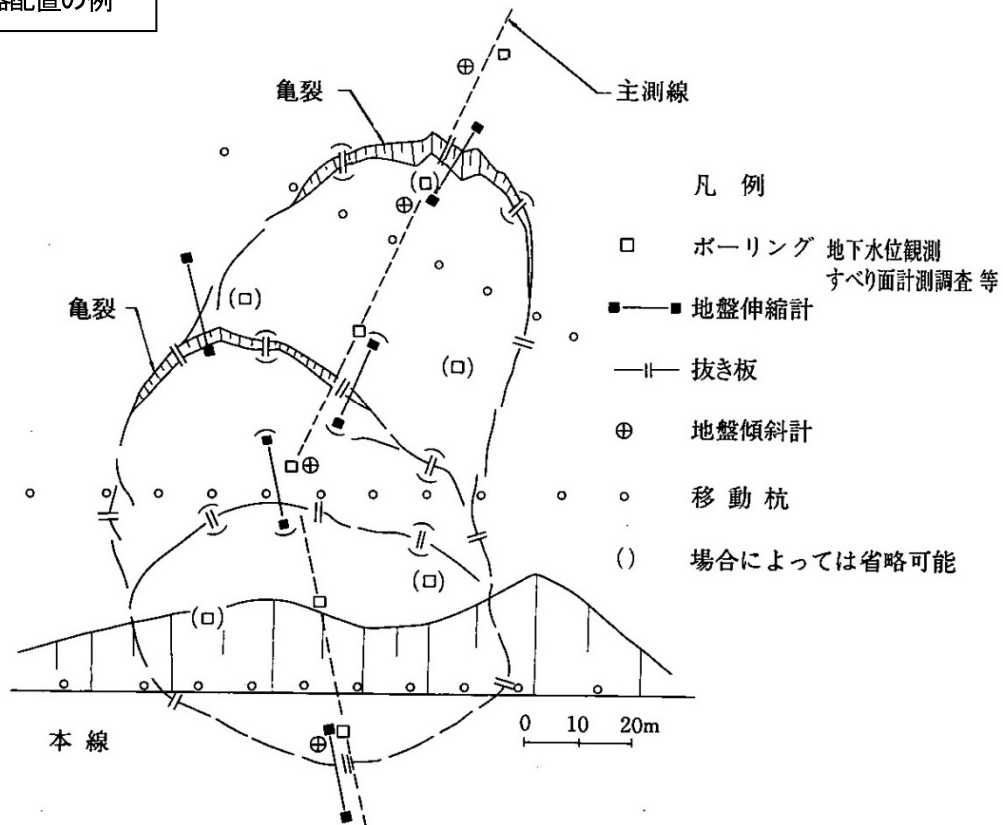 配置の例
亀裂
主測線
亀裂
凡 例
□ ボーリング 地下水位観測
すべり面計測調査 等
地盤伸縮計
抜き板
地盤傾斜計
移動杭
() 場合によっては省略可能
本線
0 10 20m